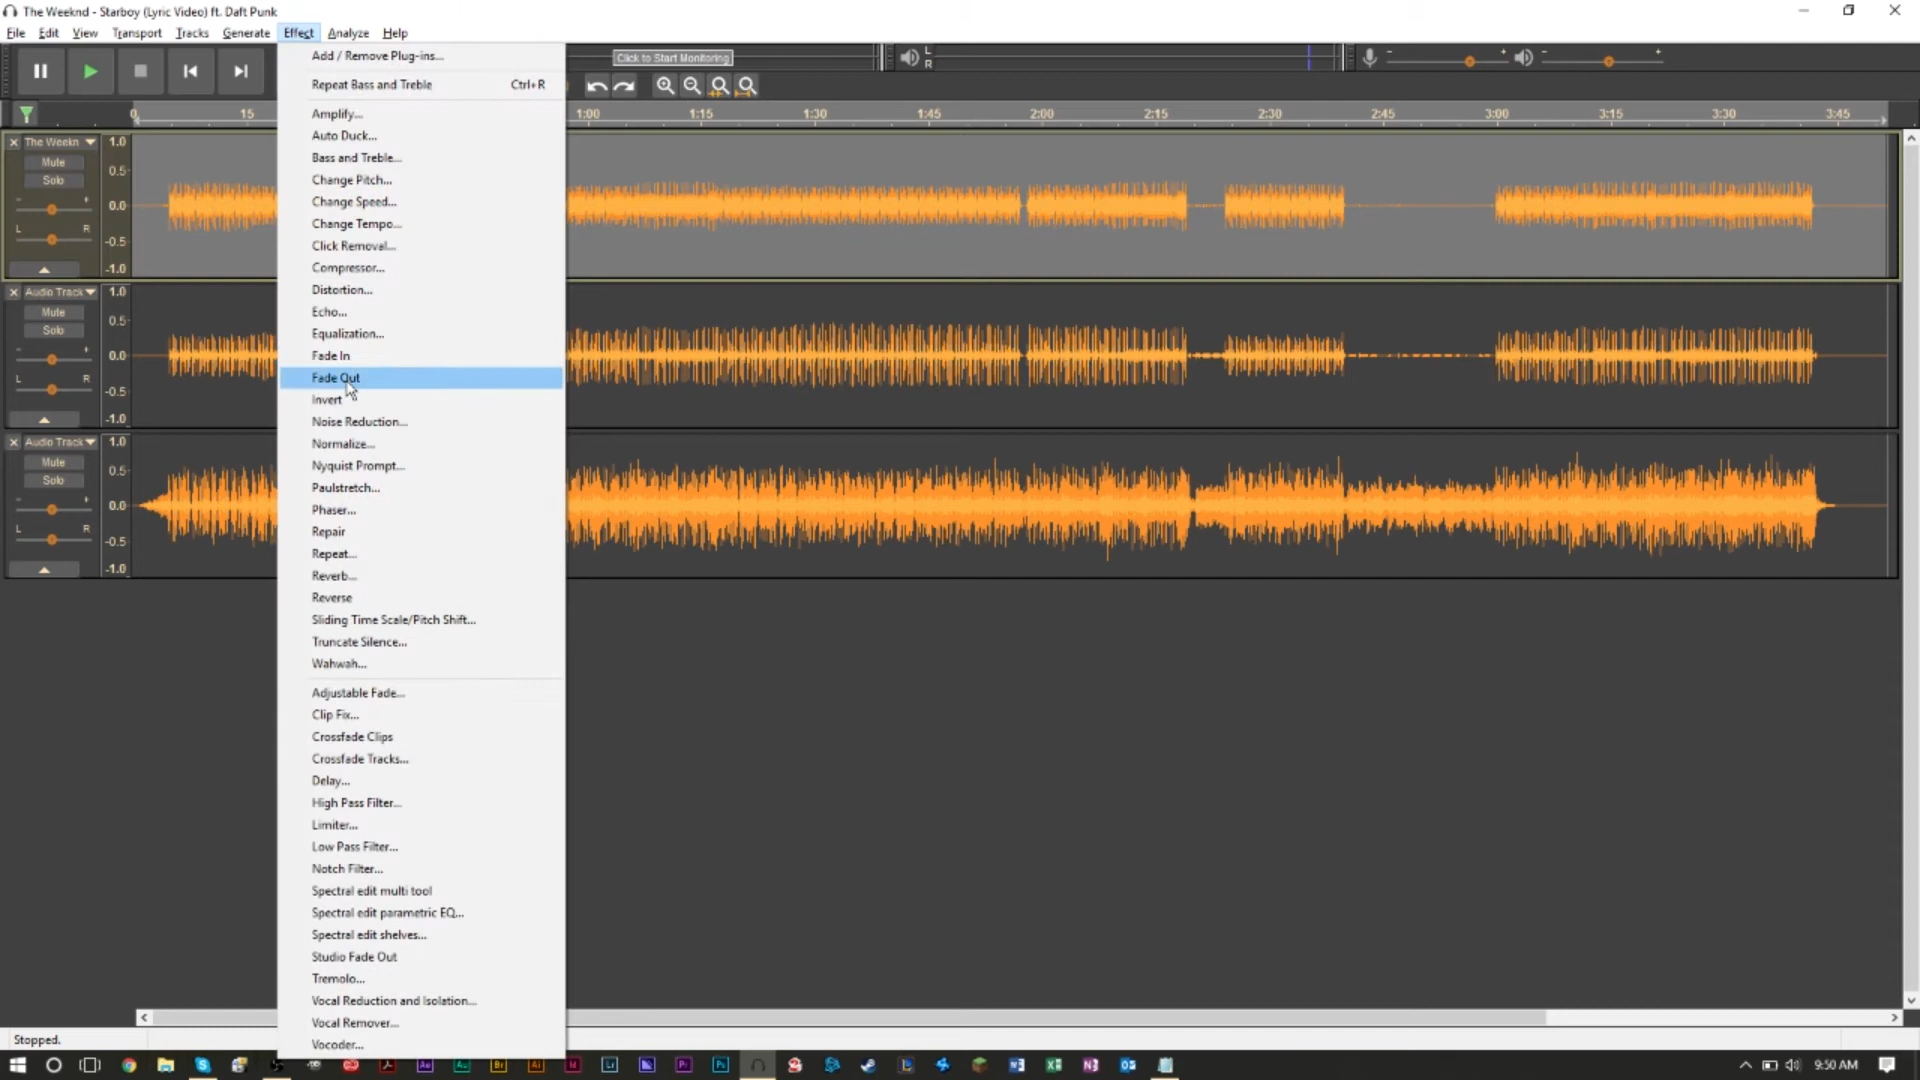 The Weeknd - Starboy (Lyric Video) ft. Daft Punk
File Edit View Transport Tracks Generate Effect Analyze Help
Add / Remove Plug-ins...
Repeat Bass and Treble Ctrl+R
Amplify...
Auto Duck...
Bass and Treble...
Change Pitch...
Change Speed...
Change Tempo...
Click Removal...
Compressor...
Distortion...
Echo...
Equalization...
Fade In
Fade Out
Invert
Noise Reduction...
Normalize...
Nyquist Prompt...
Paulstretch...
Phaser...
Repair
Repeat...
Reverb...
Reverse
Sliding Time Scale/Pitch Shift...
Truncate Silence...
Wahwah...
Adjustable Fade...
Clip Fix...
Crossfade Clips
Crossfade Tracks...
Delay...
High Pass Filter...
Limiter...
Low Pass Filter...
Notch Filter...
Spectral edit multi tool
Spectral edit parametric EQ...
Spectral edit shelves...
Studio Fade Out
Tremolo...
Vocal Reduction and Isolation...
Vocal Remover...
Vocoder...
Click to Start Monitoring
L
R
0 15 1:00 1:15 1:30 1:45 2:00 2:15 2:30 2:45 3:00 3:15 3:30 3:45
The Weekn 1.0
Mute 0.5
Solo
- + 0.0
L R -0.5
-1.0
Audio Track 1.0
Mute 0.5
Solo
- + 0.0
L R -0.5
-1.0
Audio Track 1.0
Mute 0.5
Solo
- + 0.0
L R -0.5
-1.0
Stopped.
9:50 AM